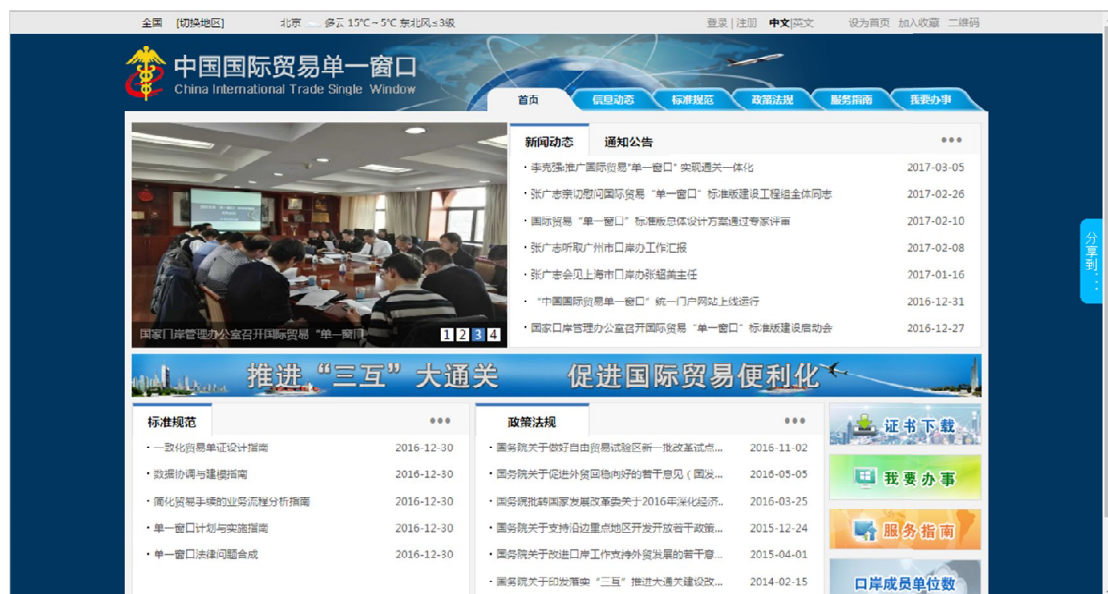 全国 [切换地区] 北京 多云 15℃~5℃ 东北风≤3级 登录 | 注册 中文|英文 设为首页 加入收藏 二维码
中国国际贸易单一窗口
China International Trade Single Window
首页 信息动态 标准规范 政策法规 服务指南 我要办事
新闻动态 通知公告
·李克强:推广国际贸易"单一窗口" 实现通关一体化 2017-03-05
·张广志亲切慰问国际贸易“单一窗口”标准版建设工程组全体同志 2017-02-26
·国际贸易“单一窗口”标准版总体设计方案通过专家评审 2017-02-10
·张广志听取广州市口岸办工作汇报 2017-02-08
·张广志会见上海市口岸办张超美主任 2017-01-16
·“中国国际贸易单一窗口”统一门户网站上线运行 2016-12-31
·国家口岸管理办公室召开国际贸易“单一窗口”标准版建设启动会 2016-12-27
国家口岸管理办公室召开国际贸易“单一窗口 1 2 3 4
分享到:...
推进“三互”大通关 促进国际贸易便利化
标准规范
·一致化贸易单证设计指南 2016-12-30
·数据协调与建模指南 2016-12-30
·简化贸易手续的业务流程分析指南 2016-12-30
·单一窗口计划与实施指南 2016-12-30
·单一窗口法律问题合成 2016-12-30
政策法规
·国务院关于做好自由贸易试验区新一批改革试点... 2016-11-02
·国务院关于促进外贸回稳向好的若干意见（国发... 2016-05-05
·国务院批转国家发展改革委关于2016年深化经济... 2016-03-25
·国务院关于支持沿边重点地区开发开放若干政策... 2015-12-24
·国务院关于改进口岸工作支持外贸发展的若干意... 2015-04-01
·国务院关于印发落实“三互”推进大通关建设改... 2014-02-15
证书下载
我要办事
服务指南
口岸成员单位数